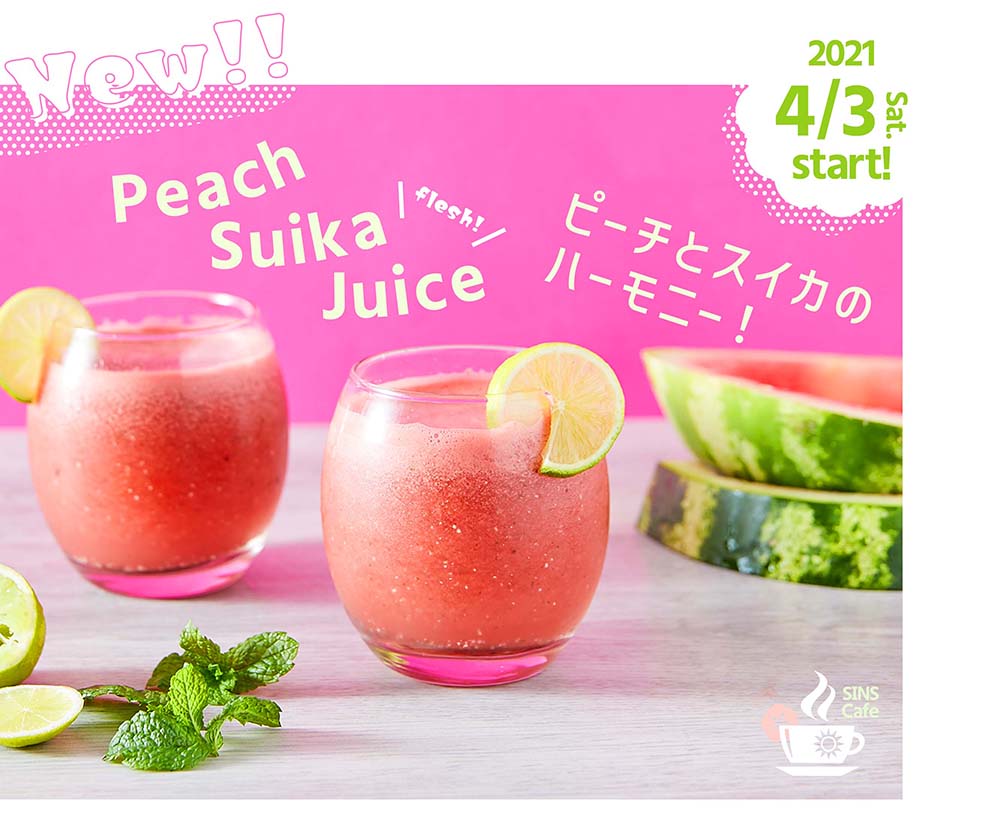 New!!
2021
4/3 Sat.
start!
Peach
Suika
Juice
flesh!
ピーチとスイカの
ハーモニー！
SINS
Cafe